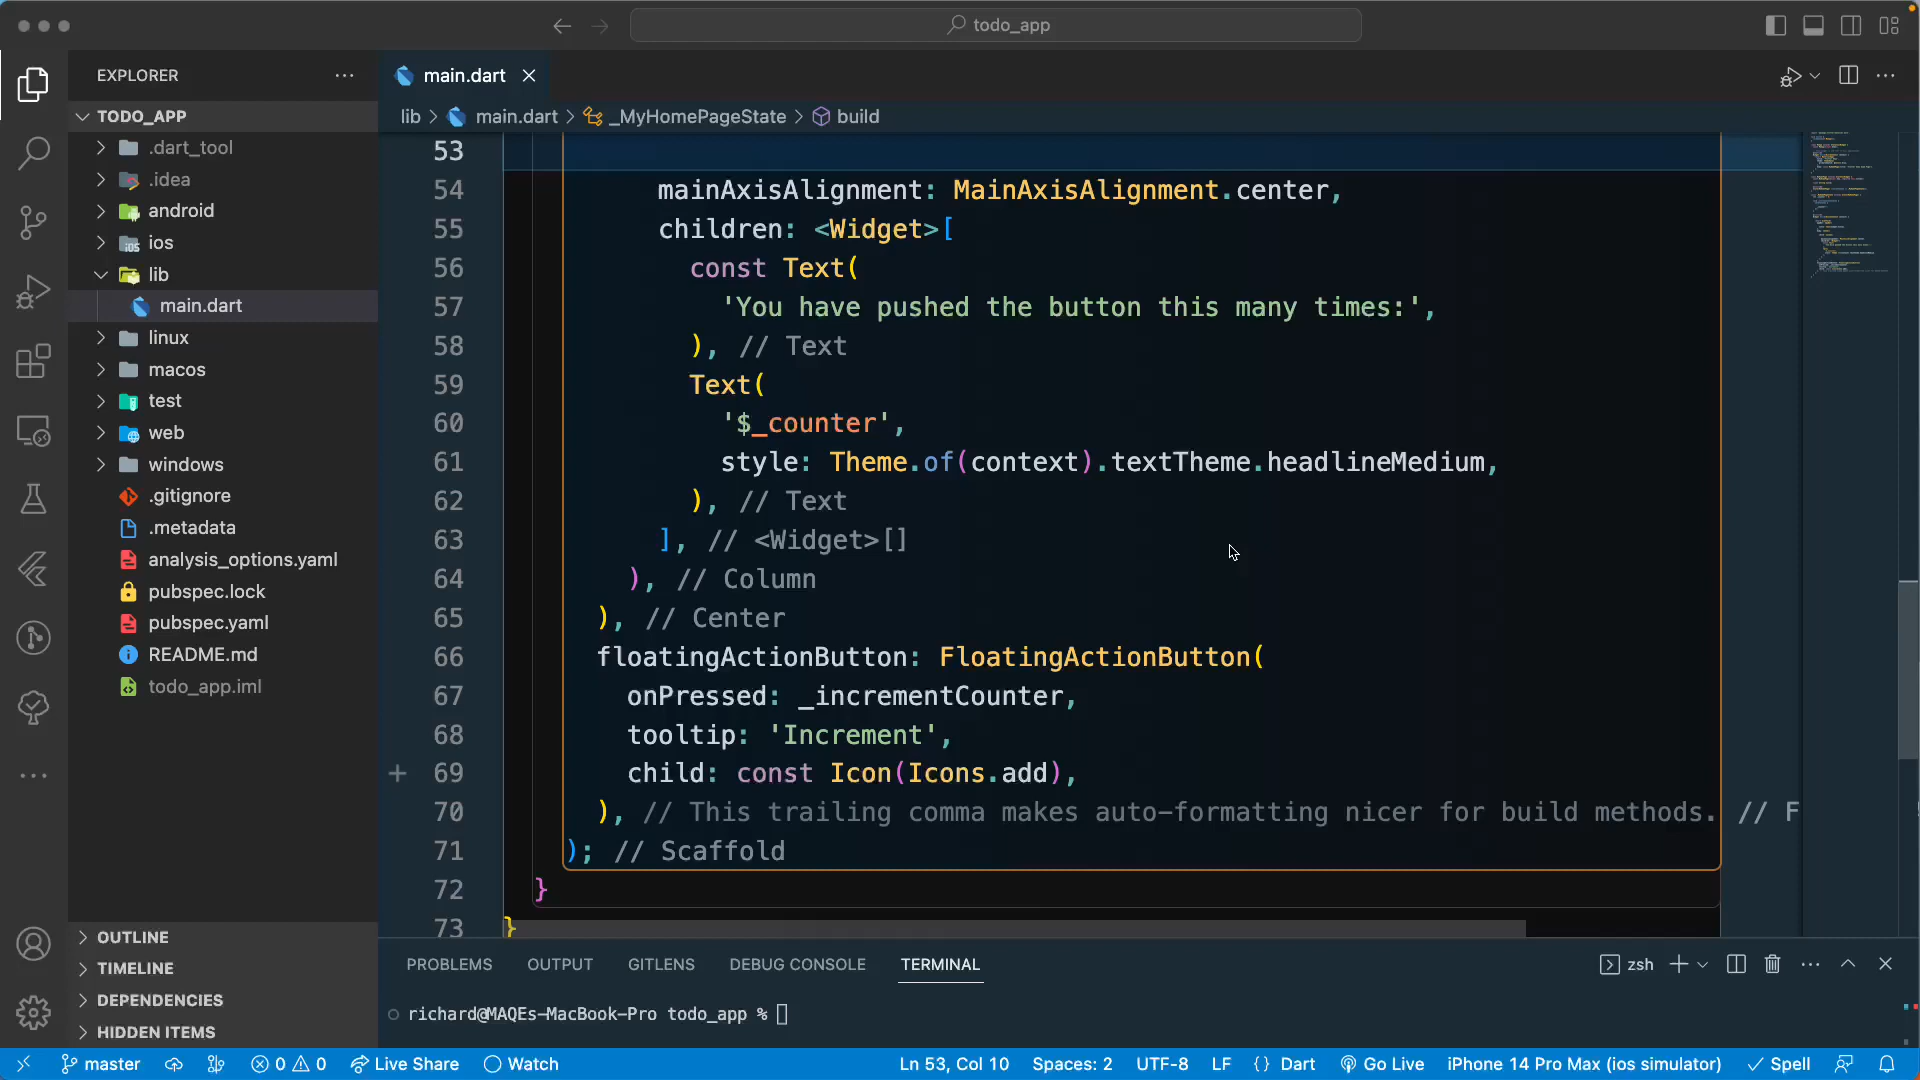 todo_app
EXPLORER
TODO_APP
.dart_tool
.idea
android
ios
lib
main.dart
linux
macos
test
web
windows
.gitignore
.metadata
analysis_options.yaml
pubspec.lock
pubspec.yaml
README.md
todo_app.iml
OUTLINE
TIMELINE
DEPENDENCIES
HIDDEN ITEMS
main.dart
lib > main.dart > _MyHomePageState > build
53
54 mainAxisAlignment: MainAxisAlignment.center,
55 children: <Widget>[
56 const Text(
57 'You have pushed the button this many times:',
58 ), // Text
59 Text(
60 '$_counter',
61 style: Theme.of(context).textTheme.headlineMedium,
62 ), // Text
63 ], // <Widget>[]
64 ), // Column
65 ), // Center
66 floatingActionButton: FloatingActionButton(
67 onPressed: _incrementCounter,
68 tooltip: 'Increment',
69 child: const Icon(Icons.add),
70 ), // This trailing comma makes auto-formatting nicer for build methods. // F
71 ); // Scaffold
72 }
73 }
PROBLEMS OUTPUT GITLENS DEBUG CONSOLE TERMINAL zsh
richard@MAQEs-MacBook-Pro todo_app %
master 0 0 Live Share Watch Ln 53, Col 10 Spaces: 2 UTF-8 LF {} Dart Go Live iPhone 14 Pro Max (ios simulator) Spell